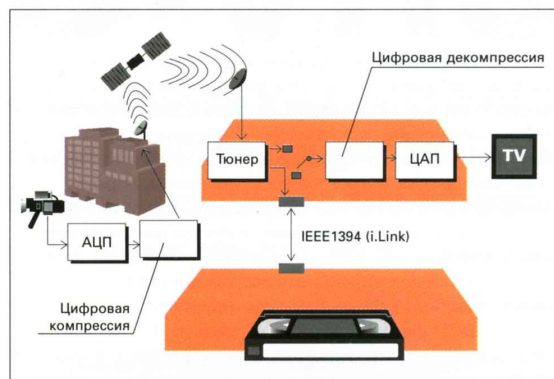 Цифровая декомпрессия
Тюнер
ЦАП
TV
IEEE1394 (i.Link)
АЦП
Цифровая
компрессия